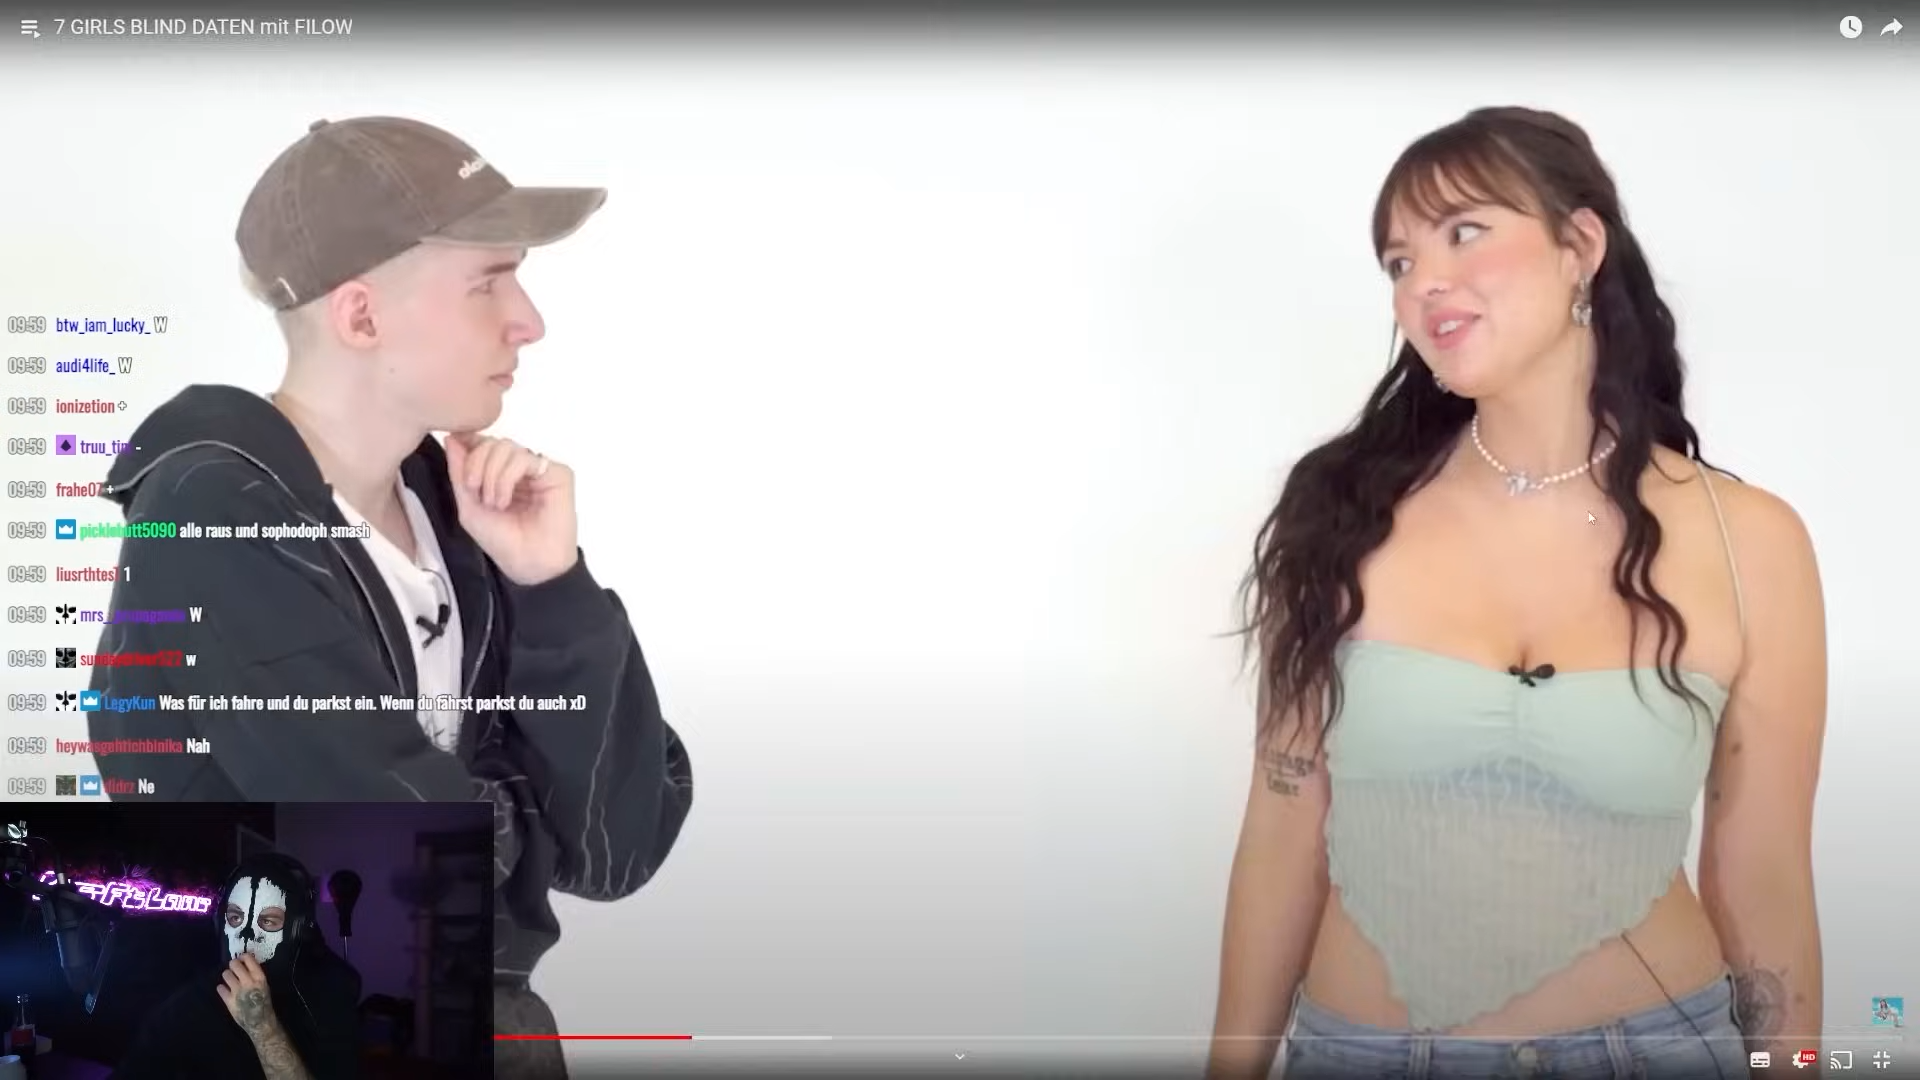 7 GIRLS BLIND DATEN mit FILOW
09:59 btw_iam_lucky_ W
09:59 audi4life_ W
09:59 ionizetion +
09:59 -
09:59 frahe07 +
09:59 picklebutt5090 alle raus und sophodoph smash
09:59 1
09:59 W
09:59 w
09:59 LegyKun Was für ich fahre und du parkst ein. Wenn du fährst parkst du auch xD
09:59 heywasgehtichbinika Nah
09:59 Ne
HD